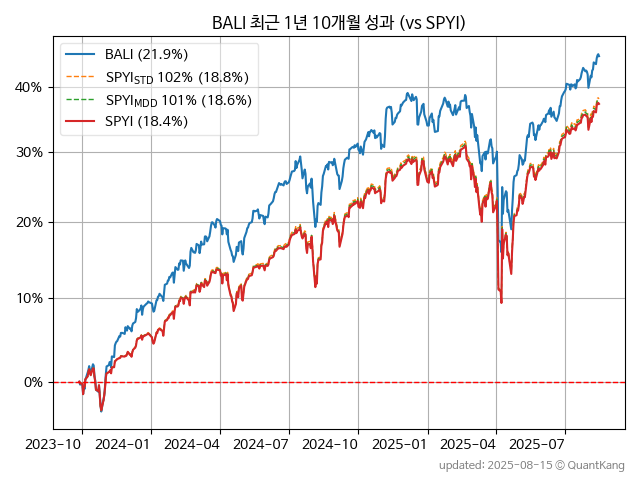 BALI 최근 1년 10개월 성과 (vs SPYI)
BALI (21.9%)
SPYI_STD 102% (18.8%)
SPYI_MDD 101% (18.6%)
SPYI (18.4%)
40%
30%
20%
10%
0%
2023-10 2024-01 2024-04 2024-07 2024-10 2025-01 2025-04 2025-07
updated: 2025-08-15 © QuantKang